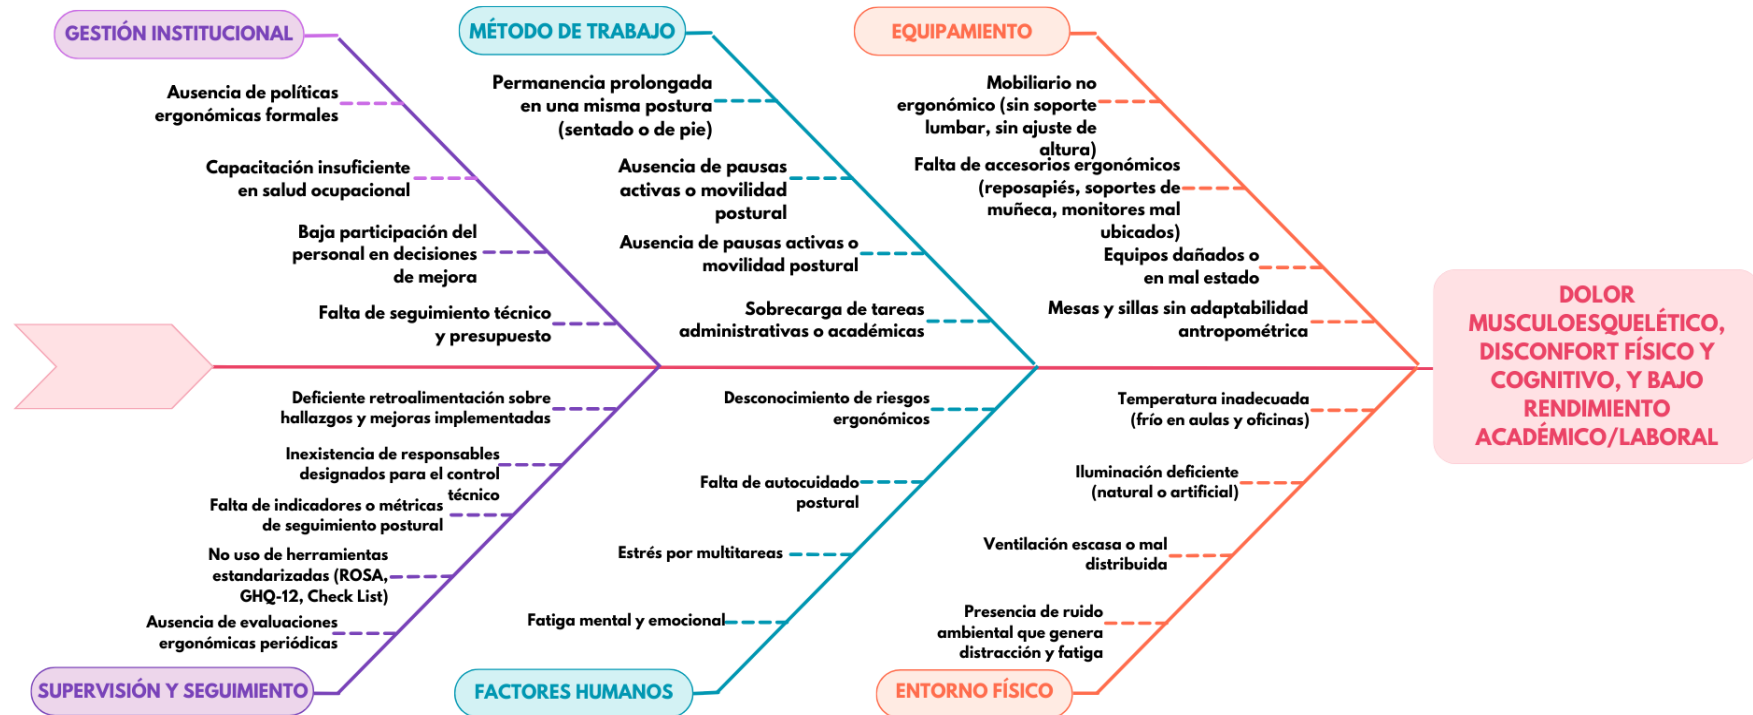 GESTIÓN INSTITUCIONAL
Ausencia de políticas
ergonómicas formales
Capacitación insuficiente
en salud ocupacional
Baja participación del
personal en decisiones
de mejora
Falta de seguimiento técnico
y presupuesto
MÉTODO DE TRABAJO
Permanencia prolongada
en una misma postura
(sentado o de pie)
Ausencia de pausas
activas o movilidad
postural
Ausencia de pausas activas o
movilidad postural
Sobrecarga de tareas
administrativas o académicas
EQUIPAMIENTO
Mobiliario no
ergonómico (sin soporte
lumbar, sin ajuste de
altura)
Falta de accesorios ergonómicos
(reposapiés, soportes de
muñeca, monitores mal
ubicados)
Equipos dañados o
en mal estado
Mesas y sillas sin adaptabilidad
antropométrica
DOLOR
MUSCULOESQUELÉTICO,
DISCONFORT FÍSICO Y
COGNITIVO, Y BAJO
RENDIMIENTO
ACADÉMICO/LABORAL
Deficiente retroalimentación sobre
hallazgos y mejoras implementadas
Inexistencia de responsables
designados para el control
técnico
Falta de indicadores o métricas
de seguimiento postural
No uso de herramientas
estandarizadas (ROSA,
GHQ-12, Check List)
Ausencia de evaluaciones
ergonómicas periódicas
SUPERVISIÓN Y SEGUIMIENTO
Desconocimiento de riesgos
ergonómicos
Falta de autocuidado
postural
Estrés por multitareas
Fatiga mental y emocional
FACTORES HUMANOS
Temperatura inadecuada
(frío en aulas y oficinas)
Iluminación deficiente
(natural o artificial)
Ventilación escasa o mal
distribuida
Presencia de ruido
ambiental que genera
distracción y fatiga
ENTORNO FÍSICO